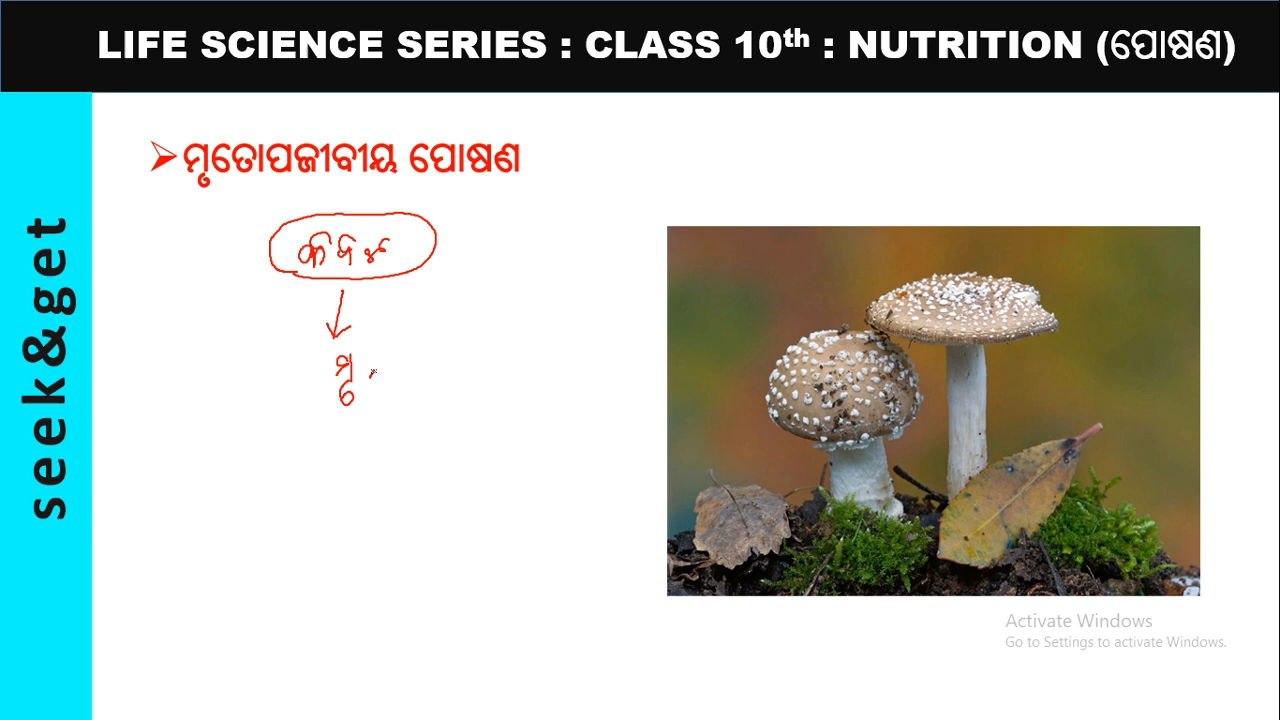 LIFE SCIENCE SERIES : CLASS 10th : NUTRITION (ପୋଷଣ)
seek&get
➢ମୃତୋପଜୀବୀୟ ପୋଷଣ
Activate Windows
Go to Settings to activate Windows.